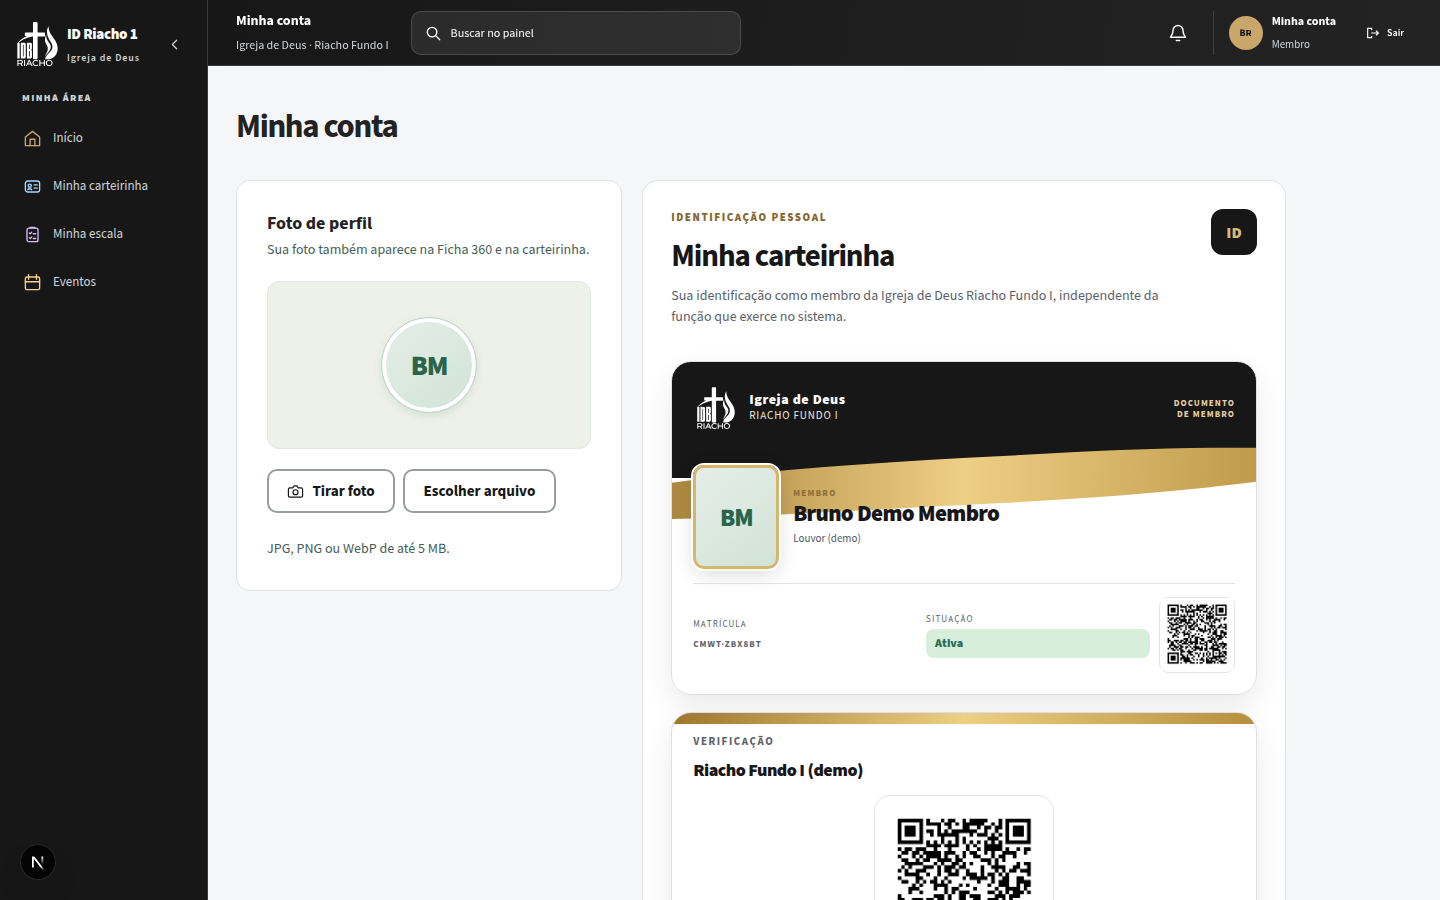 IDB
RIACHO
ID Riacho 1
Igreja de Deus
MINHA ÁREA
Início
Minha carteirinha
Minha escala
Eventos
N
Minha conta
Igreja de Deus · Riacho Fundo I
Buscar no painel
BR
Minha conta
Membro
Sair
Minha conta
Foto de perfil
Sua foto também aparece na Ficha 360 e na carteirinha.
BM
Tirar foto
Escolher arquivo
JPG, PNG ou WebP de até 5 MB.
IDENTIFICAÇÃO PESSOAL
ID
Minha carteirinha
Sua identificação como membro da Igreja de Deus Riacho Fundo I, independente da
função que exerce no sistema.
IDB
RIACHO
Igreja de Deus
RIACHO FUNDO I
DOCUMENTO
DE MEMBRO
BM
MEMBRO
Bruno Demo Membro
Louvor (demo)
MATRÍCULA
CMWT-ZBX8BT
SITUAÇÃO
Ativa
VERIFICAÇÃO
Riacho Fundo I (demo)